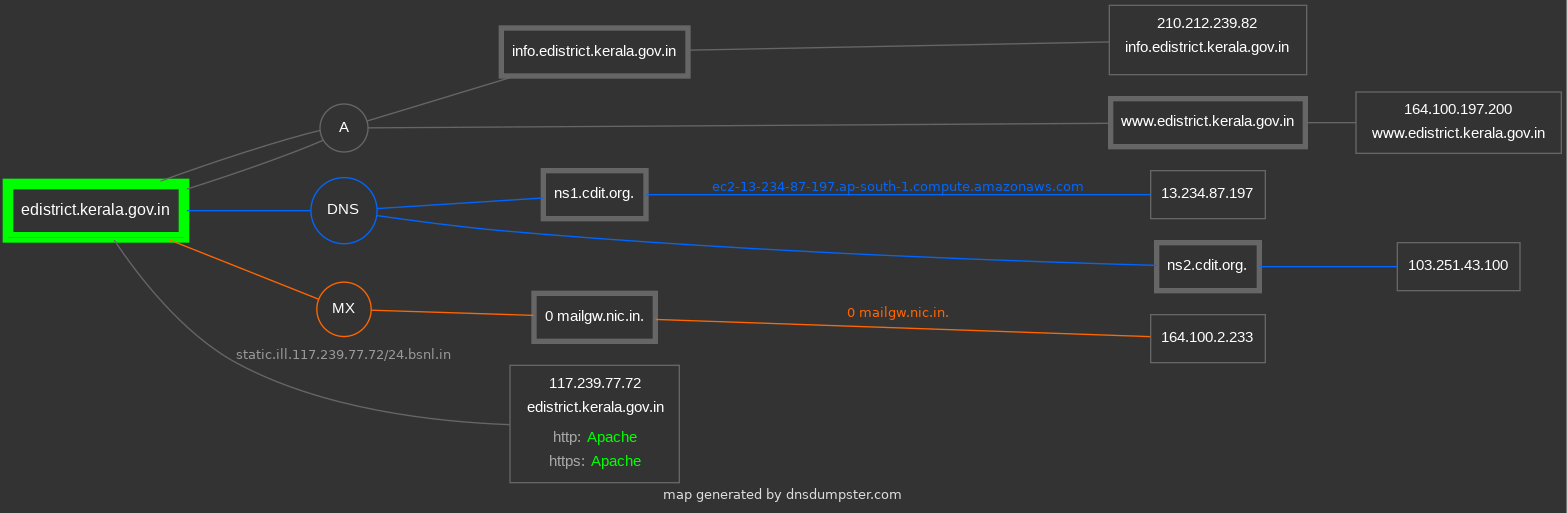 210.212.239.82
info.edistrict.kerala.gov.in
info.edistrict.kerala.gov.in
164.100.197.200
www.edistrict.kerala.gov.in
www.edistrict.kerala.gov.in
A
ec2-13-234-87-197.ap-south-1.compute.amazonaws.com
ns1.cdit.org.
13.234.87.197
edistrict.kerala.gov.in
DNS
ns2.cdit.org.
103.251.43.100
MX
0 mailgw.nic.in.
0 mailgw.nic.in.
164.100.2.233
static.ill.117.239.77.72/24.bsnl.in
117.239.77.72
edistrict.kerala.gov.in
http: Apache
https: Apache
map generated by dnsdumpster.com